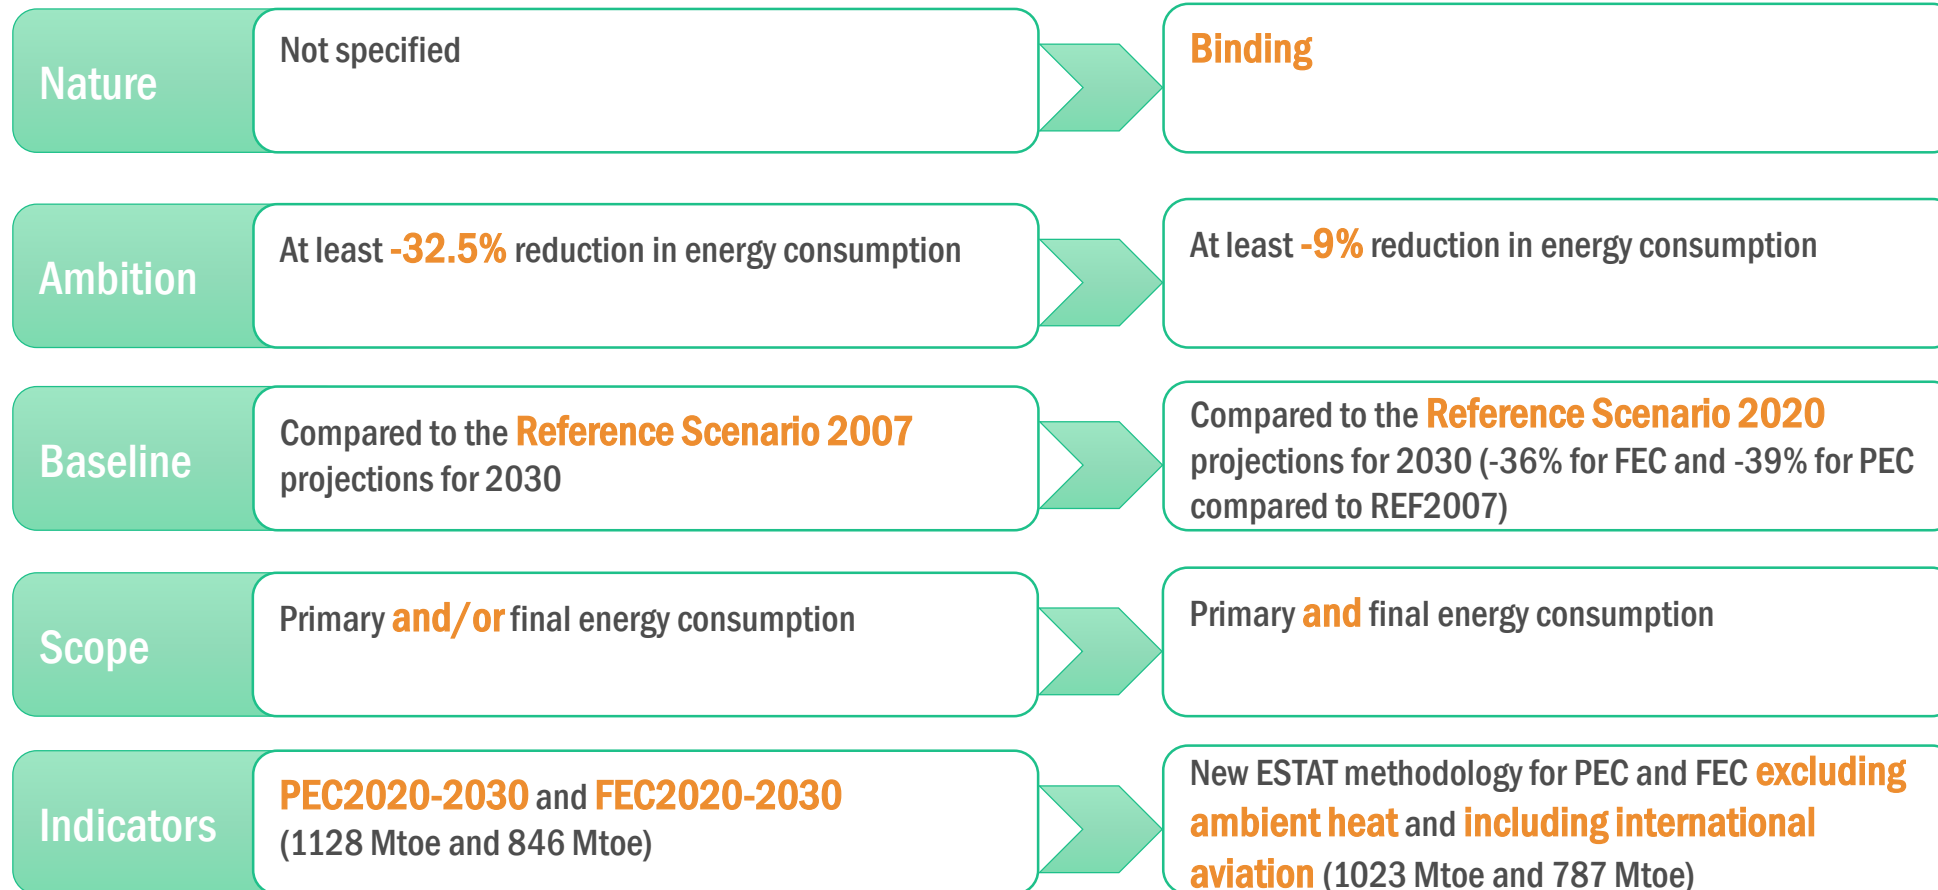 Nature
Not specified
Binding
Ambition
At least -32.5% reduction in energy consumption
At least -9% reduction in energy consumption
Baseline
Compared to the Reference Scenario 2007
projections for 2030
Compared to the Reference Scenario 2020
projections for 2030 (-36% for FEC and -39% for PEC
compared to REF2007)
Scope
Primary and/or final energy consumption
Primary and final energy consumption
Indicators
PEC2020-2030 and FEC2020-2030
(1128 Mtoe and 846 Mtoe)
New ESTAT methodology for PEC and FEC excluding
ambient heat and including international
aviation (1023 Mtoe and 787 Mtoe)